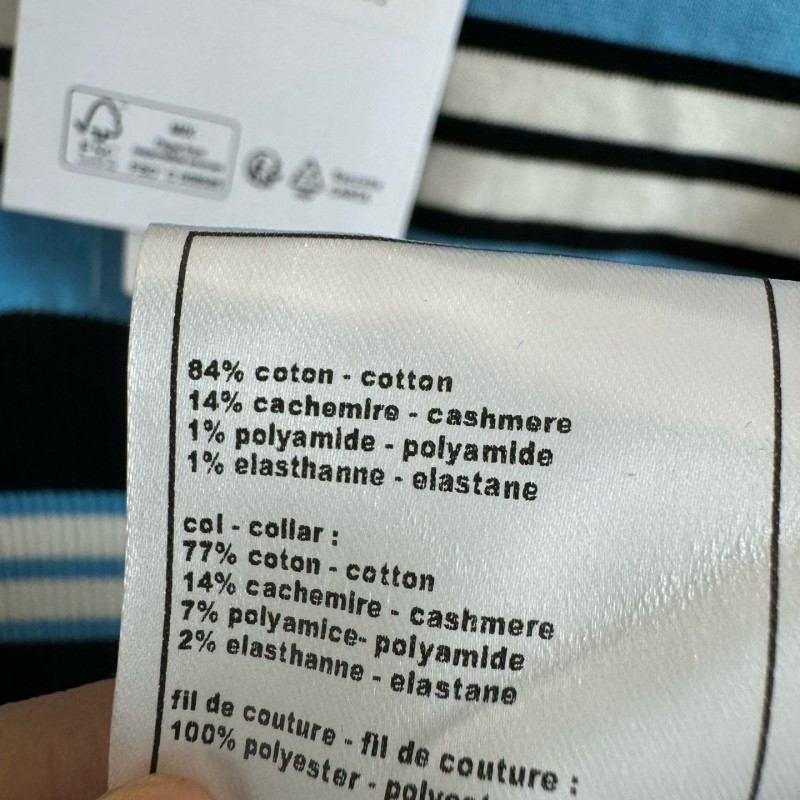 84% coton - cotton
14% cachemire - cashmere
1% polyamide - polyamide
1% elasthanne - elastane
col - collar :
77% coton - cotton
14% cachemire - cashmere
7% polyamice- polyamide
2% elasthanne - elastane
fil de couture - fil de couture :
100% polyester -